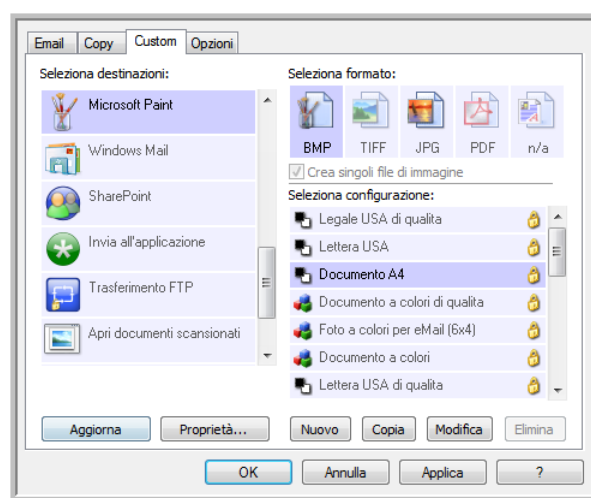 Email Copy Custom Opzioni
Seleziona destinazioni:
Microsoft Paint
Windows Mail
SharePoint
Invia all'applicazione
Trasferimento FTP
Apri documenti scansionati
Aggiorna Proprietà...
Seleziona formato:
BMP TIFF JPG PDF n/a
Crea singoli file di immagine
Seleziona configurazione:
Legale USA di qualita
Lettera USA
Documento A4
Documento a colori di qualita
Foto a colori per eMail (6x4)
Documento a colori
Lettera USA di qualita
Nuovo Copia Modifica Elimina
OK Annulla Applica ?